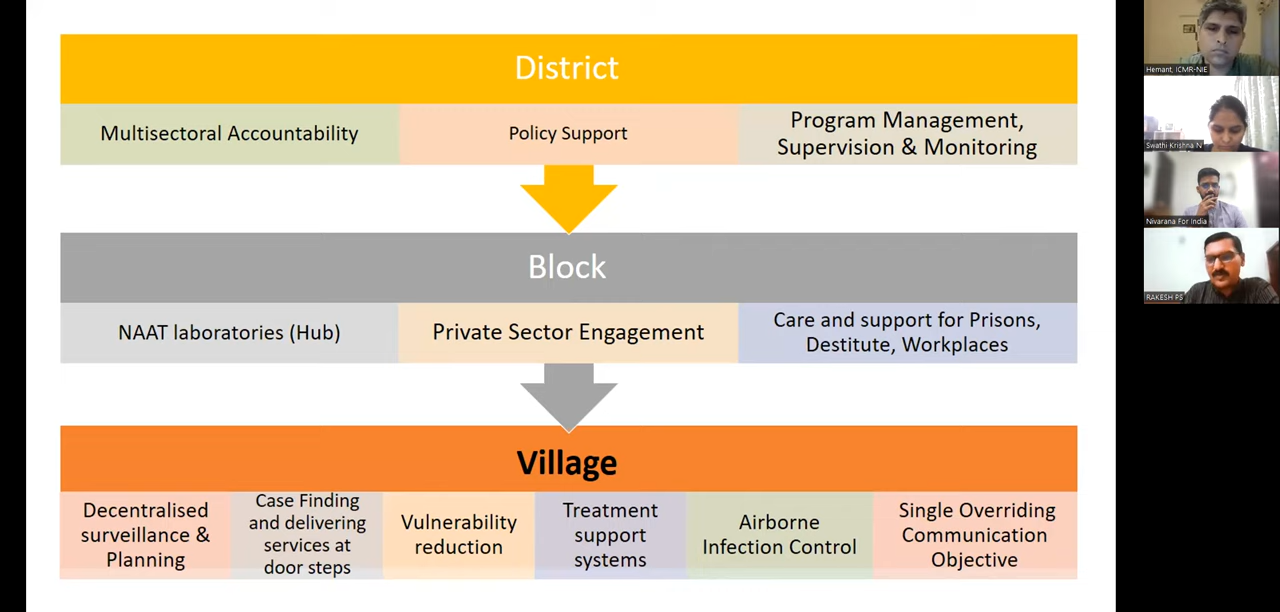 District
Multisectoral Accountability
Policy Support
Program Management,
Supervision & Monitoring
Block
NAAT laboratories (Hub)
Private Sector Engagement
Care and support for Prisons,
Destitute, Workplaces
Village
Decentralised
surveillance &
Planning
Case Finding
and delivering
services at
door steps
Vulnerability
reduction
Treatment
support
systems
Airborne
Infection Control
Single Overriding
Communication
Objective
Hemant, ICMR-NIE
Swathi Krishna N
Nivarana For India
RAKESH PS